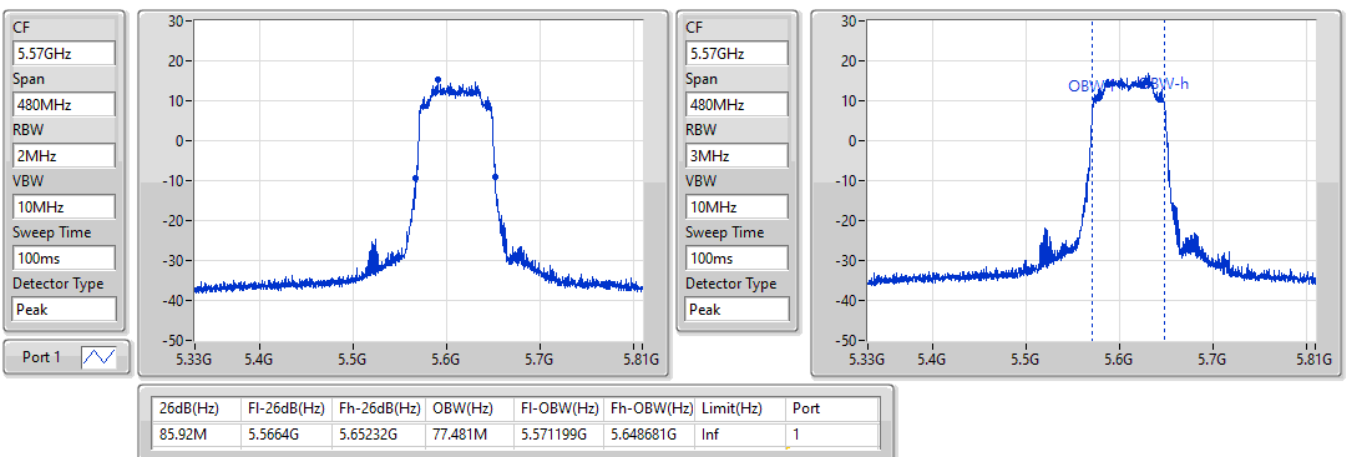 CF
5.57GHz
Span
480MHz
RBW
2MHz
VBW
10MHz
Sweep Time
100ms
Detector Type
Peak
Port 1
30
20
10
0
-10
-20
-30
-40
-50
5.33G 5.4G 5.5G 5.6G 5.7G 5.81G
CF
5.57GHz
Span
480MHz
RBW
3MHz
VBW
10MHz
Sweep Time
100ms
Detector Type
Peak
30
20
10
0
-10
-20
-30
-40
-50
OBW-h
5.33G 5.4G 5.5G 5.6G 5.7G 5.81G
26dB(Hz) Fl-26dB(Hz) Fh-26dB(Hz) OBW(Hz) Fl-OBW(Hz) Fh-OBW(Hz) Limit(Hz) Port
85.92M 5.5664G 5.65232G 77.481M 5.571199G 5.648681G Inf 1